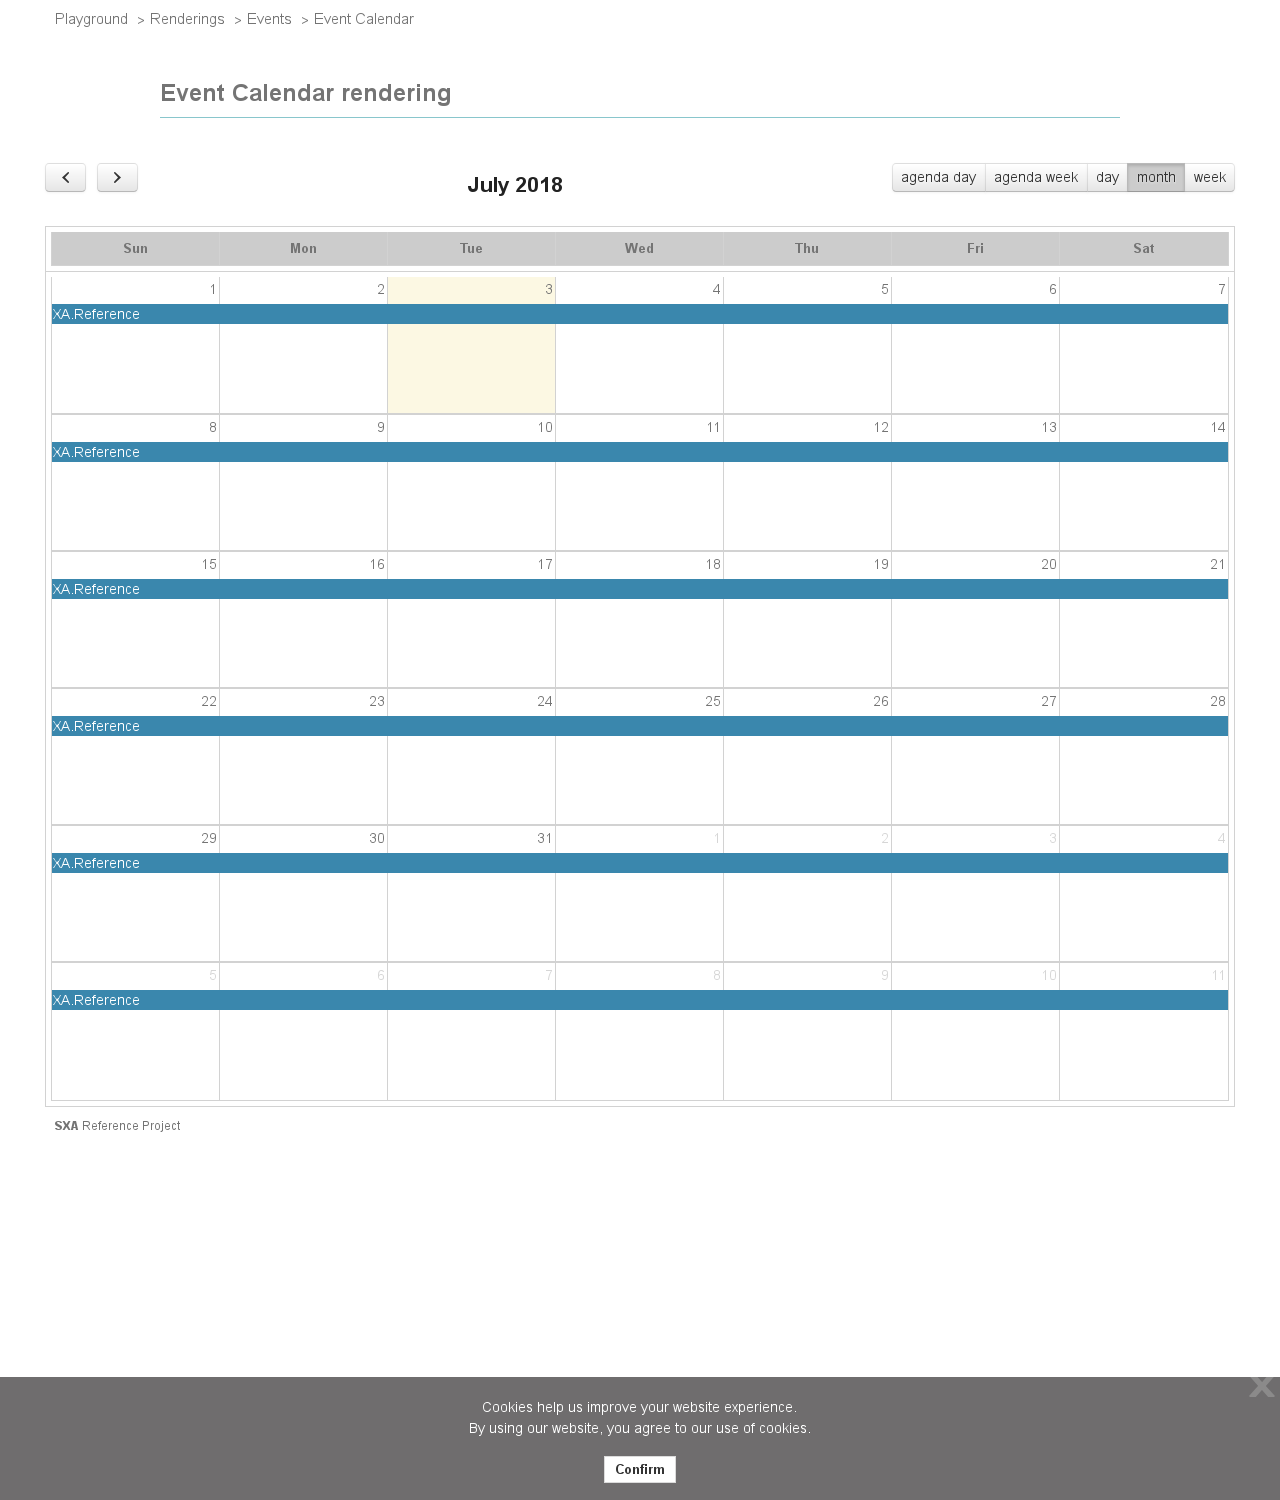 Playground > Renderings > Events > Event Calendar
Event Calendar rendering
July 2018
agenda day agenda week day month week
Sun Mon Tue Wed Thu Fri Sat
1 2 3 4 5 6 7
XA.Reference
8 9 10 11 12 13 14
XA.Reference
15 16 17 18 19 20 21
XA.Reference
22 23 24 25 26 27 28
XA.Reference
29 30 31 1 2 3 4
XA.Reference
5 6 7 8 9 10 11
XA.Reference
SXA Reference Project
Cookies help us improve your website experience.
By using our website, you agree to our use of cookies.
Confirm